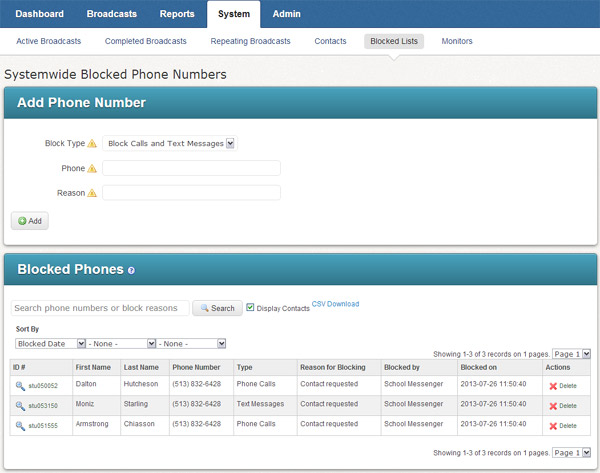 Dashboard Broadcasts Reports System Admin
Active Broadcasts Completed Broadcasts Repeating Broadcasts Contacts Blocked Lists Monitors
Systemwide Blocked Phone Numbers
Add Phone Number
Block Type Block Calls and Text Messages
Phone
Reason
Add
Blocked Phones ?
Search phone numbers or block reasons Search Display Contacts CSV Download
Sort By
Blocked Date - None - - None -
Showing 1-3 of 3 records on 1 pages. Page 1
ID # First Name Last Name Phone Number Type Reason for Blocking Blocked by Blocked on Actions
stu050052 Dalton Hutcheson (513) 832-6428 Phone Calls Contact requested School Messenger 2013-07-26 11:50:40 Delete
stu053150 Moniz Starling (513) 832-6428 Text Messages Contact requested School Messenger 2013-07-26 11:50:40 Delete
stu051555 Armstrong Chiasson (513) 832-6428 Phone Calls Contact requested School Messenger 2013-07-26 11:50:40 Delete
Showing 1-3 of 3 records on 1 pages. Page 1